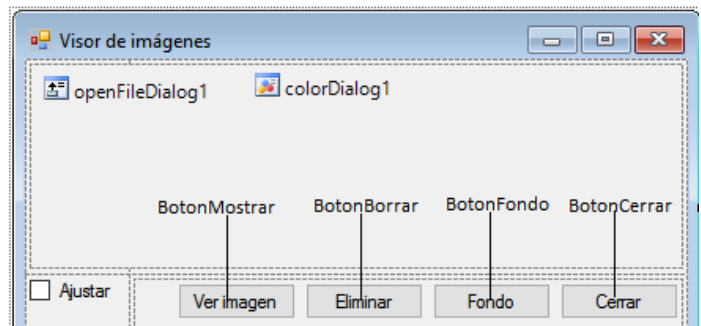 Visor de imágenes
openFileDialog1 colorDialog1
BotonMostrar BotonBorrar BotonFondo BotonCerrar
Ajustar Ver imagen Eliminar Fondo Cerrar